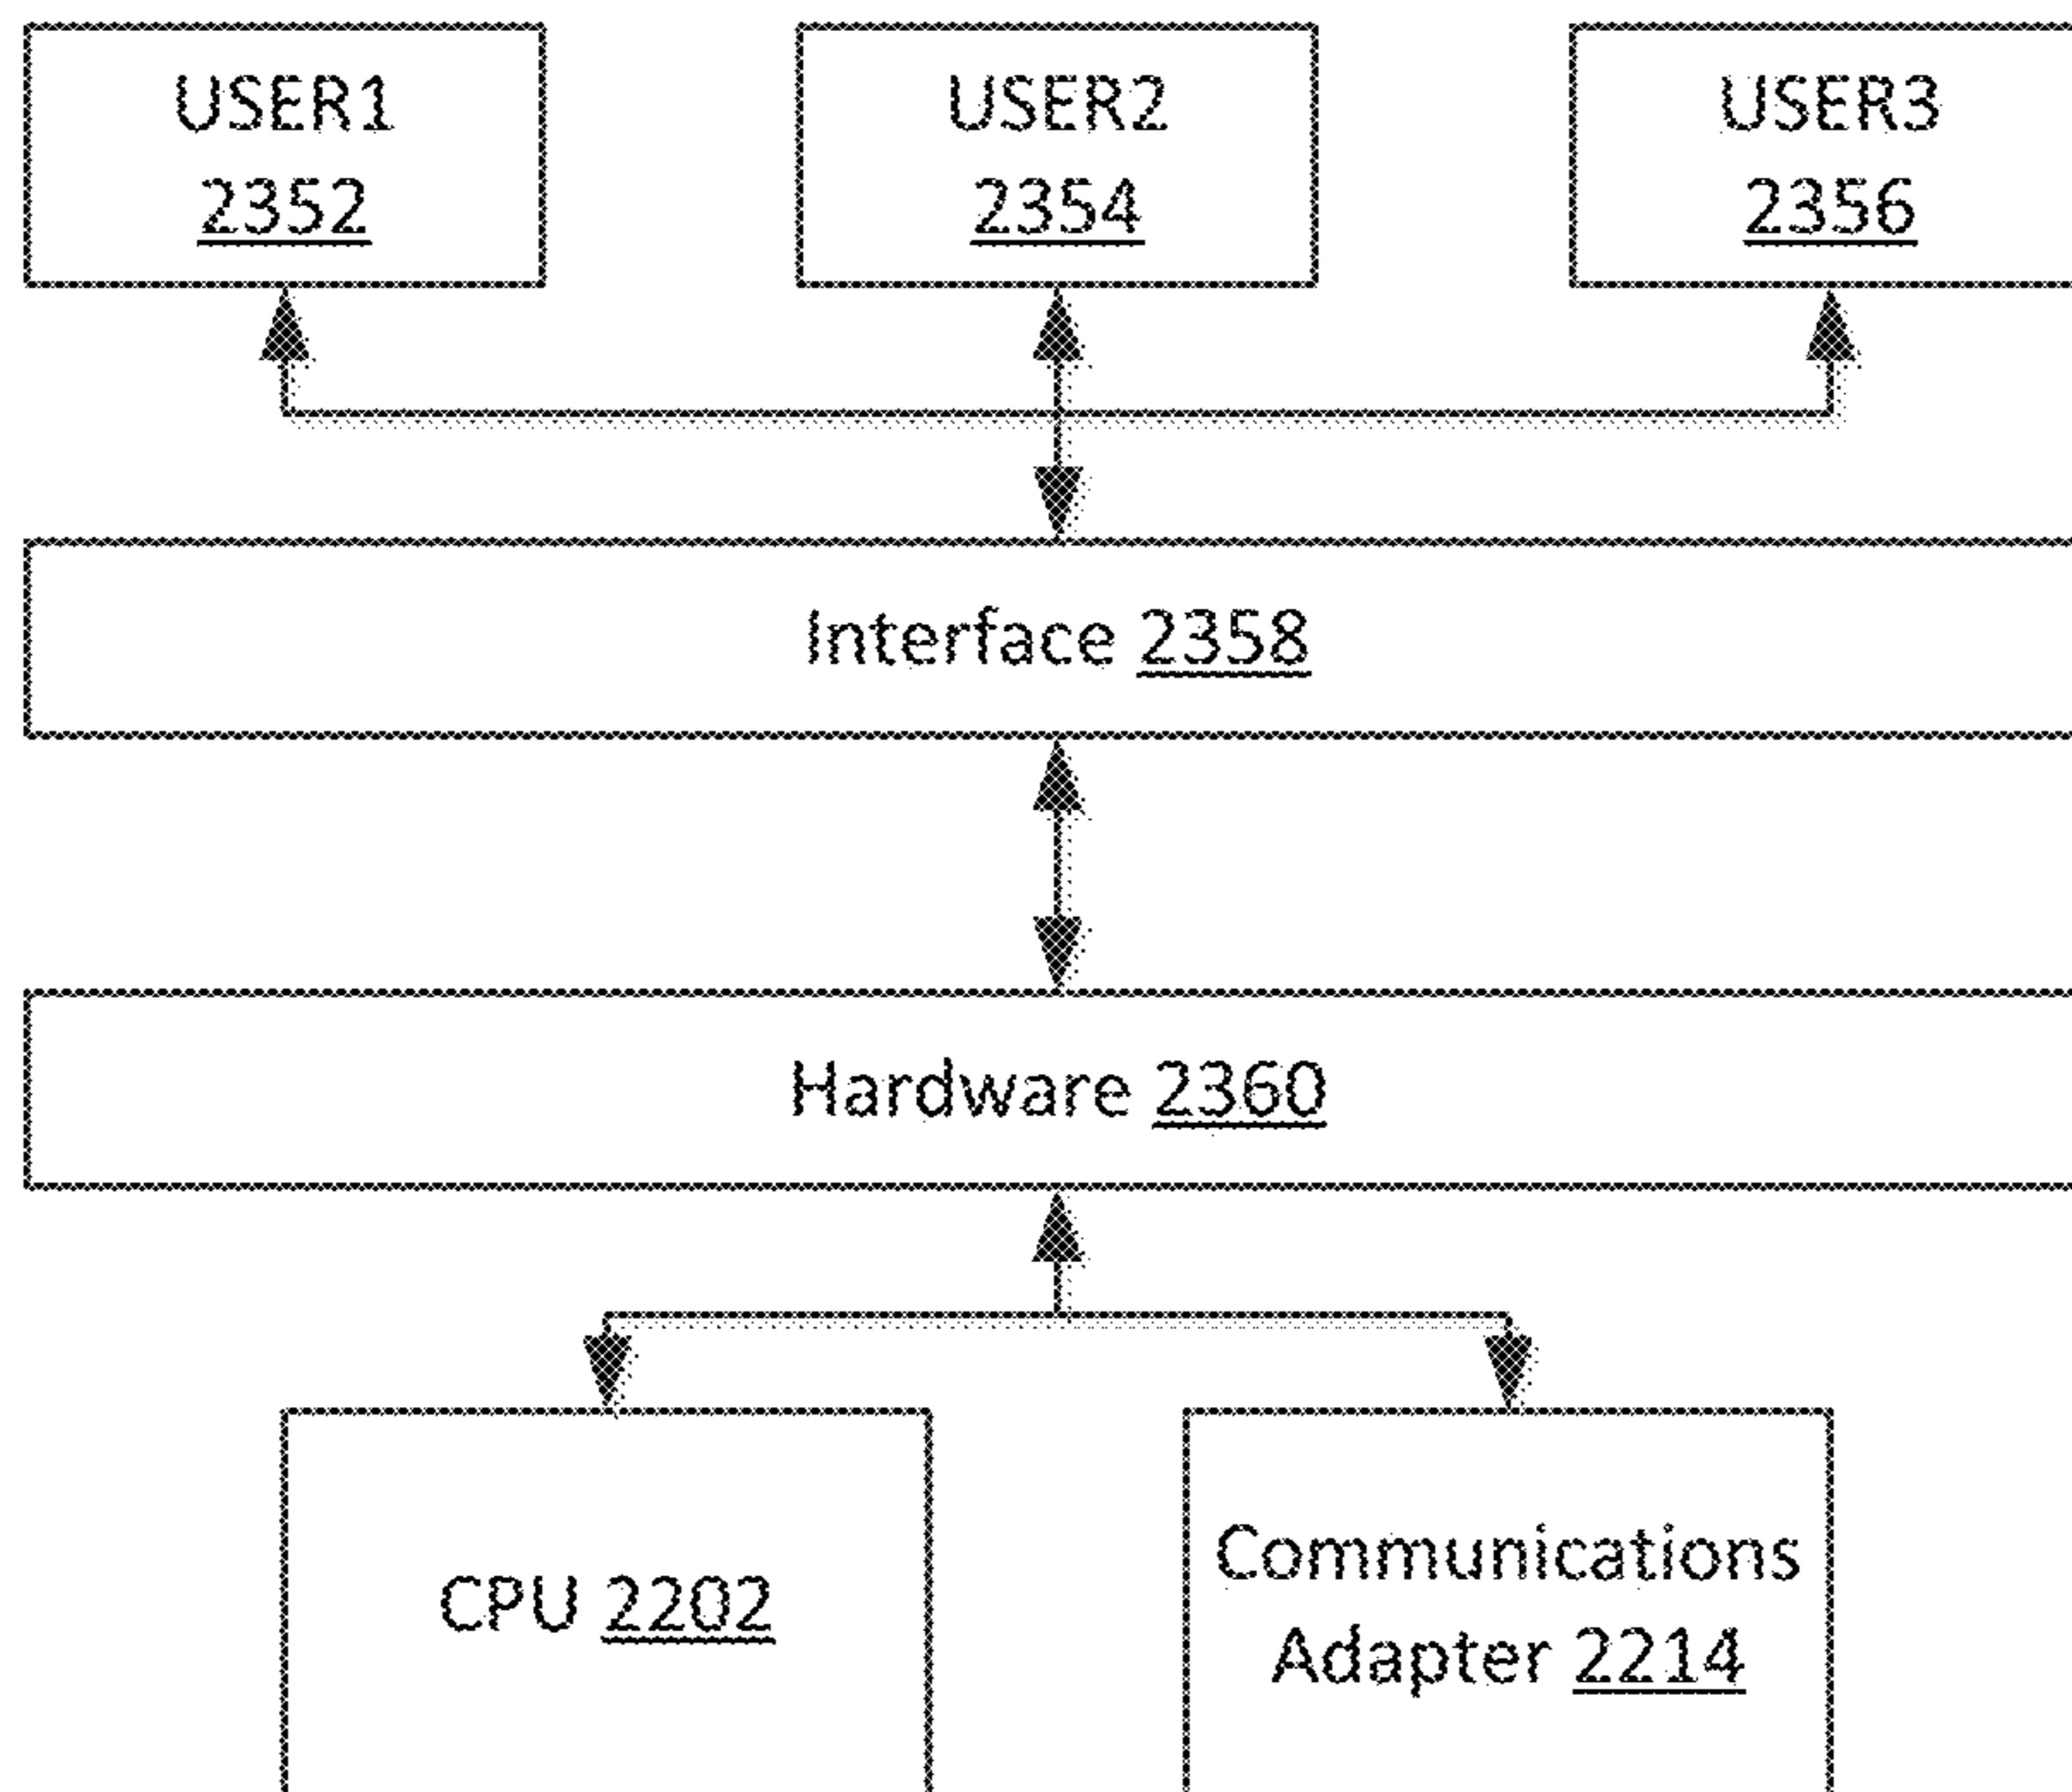 USER1
2352
USER2
2354
USER3
2356
Interface 2358
Hardware 2360
CPU 2202
Communications
Adapter 2214